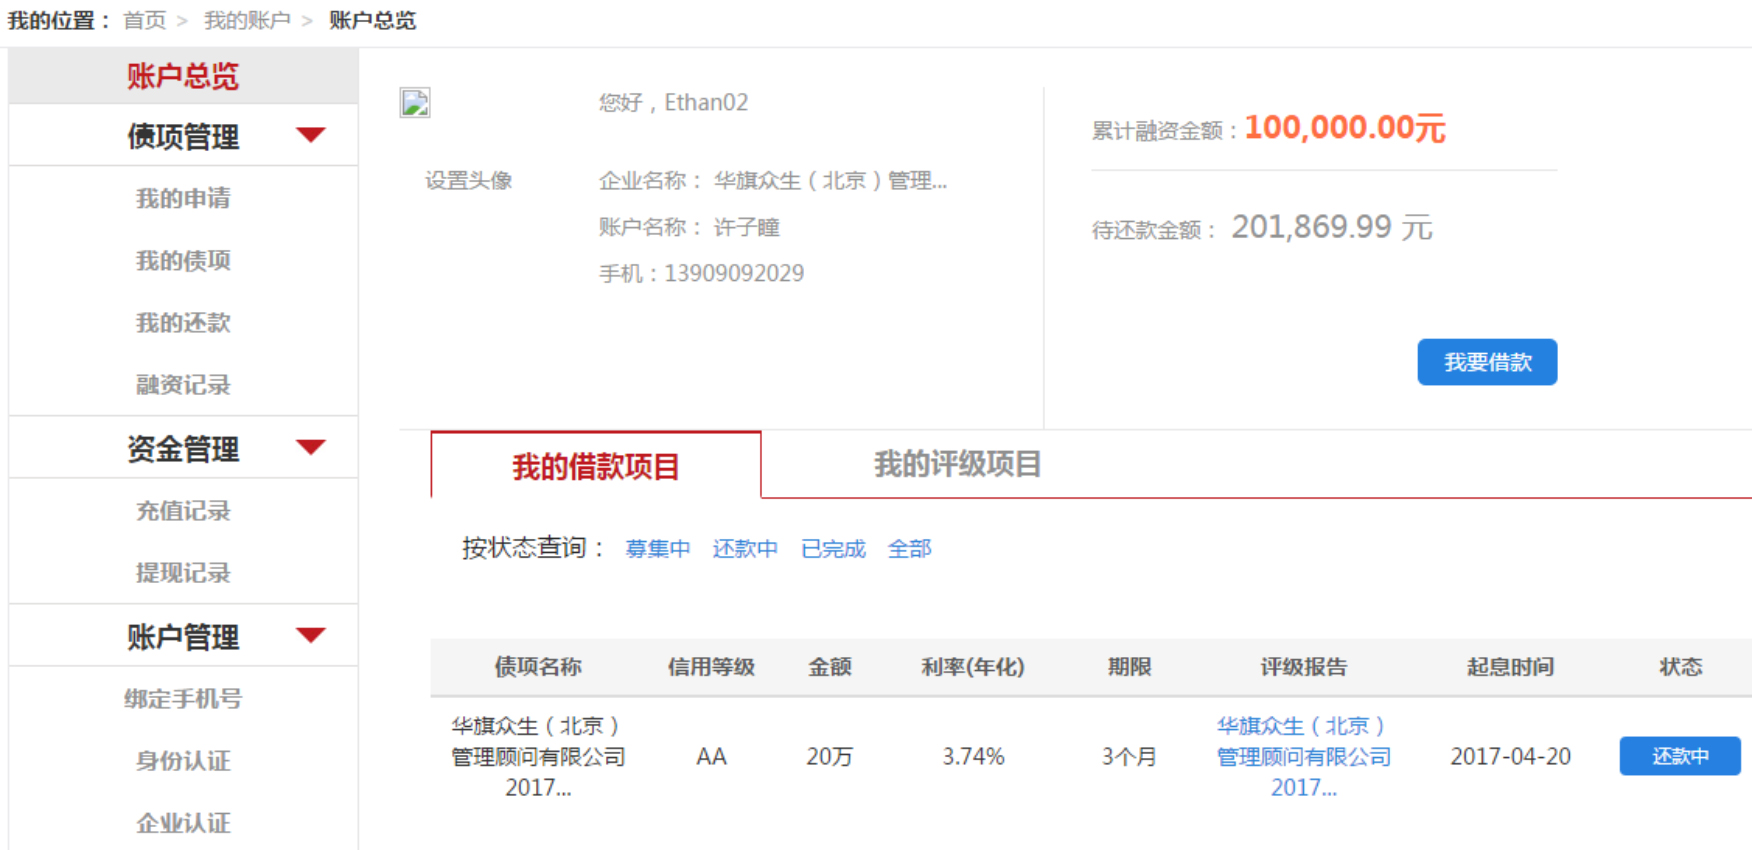 我的位置： 首页 > 我的账户 > 账户总览
账户总览
债项管理
我的申请
我的债项
我的还款
融资记录
资金管理
充值记录
提现记录
账户管理
绑定手机号
身份认证
企业认证
设置头像
您好，Ethan02
企业名称： 华旗众生（北京）管理...
账户名称： 许子瞳
手机：13909092029
累计融资金额：100,000.00元
待还款金额： 201,869.99 元
我要借款
我的借款项目 我的评级项目
按状态查询： 募集中 还款中 已完成 全部
债项名称 信用等级 金额 利率(年化) 期限 评级报告 起息时间 状态
华旗众生（北京）
管理顾问有限公司
2017...
AA 20万 3.74% 3个月
华旗众生（北京）
管理顾问有限公司
2017...
2017-04-20 还款中